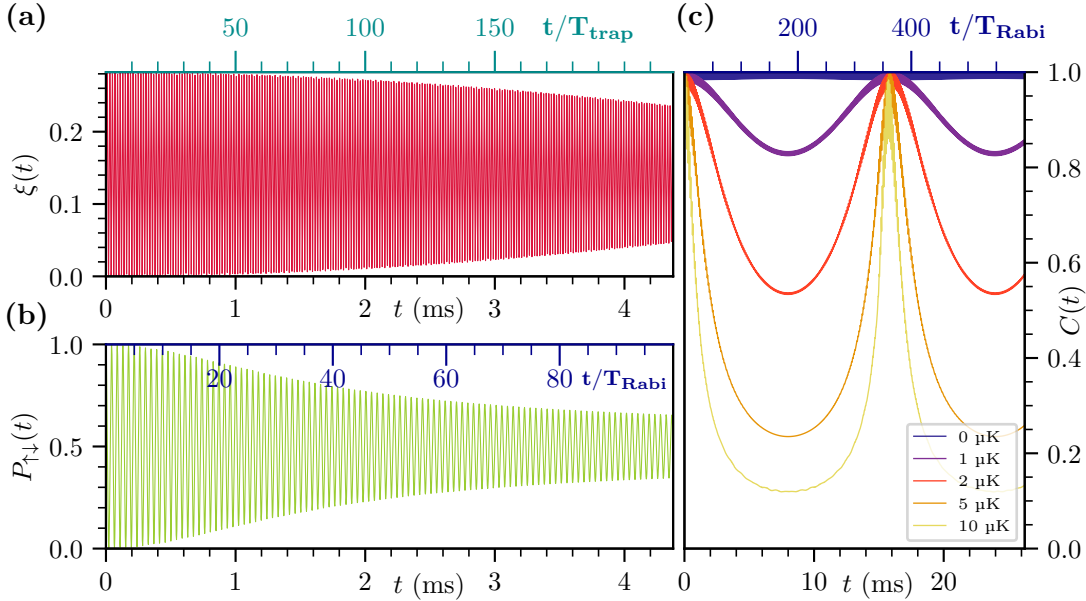 (a)
50 100 150 t/T_trap
ξ(t)
0.2
0.1
0.0
0 1 2 t (ms) 3 4
(b)
1.0
0.5
0.0
P↑↓(t)
20 40 60 80 t/T_Rabi
0 1 2 t (ms) 3 4
(c)
200 400 t/T_Rabi
1.0
0.8
0.6
0.4
0.2
0.0
C(t)
0 µK
1 µK
2 µK
5 µK
10 µK
0 10 t (ms) 20